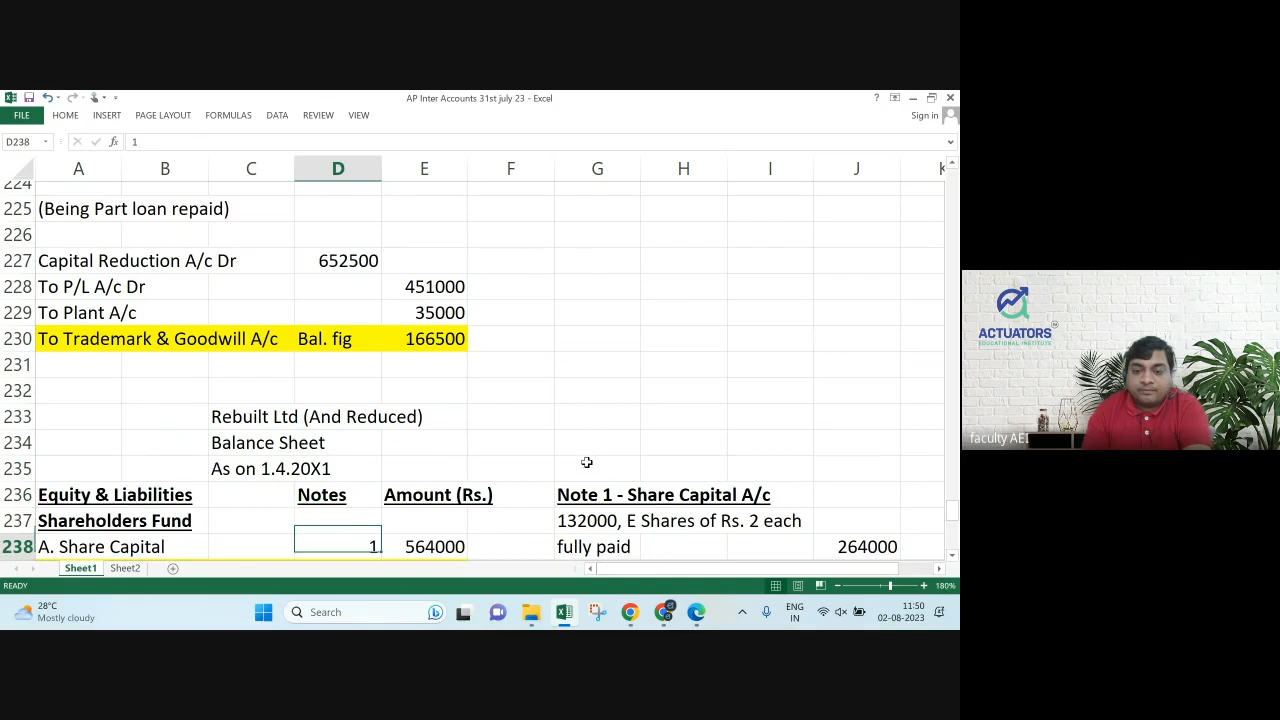 AP Inter Accounts 31st july 23 - Excel
?
Sign in
FILE HOME INSERT PAGE LAYOUT FORMULAS DATA REVIEW VIEW
D238 fx 1
A B C D E F G H I J K
224
225 (Being Part loan repaid)
226
227 Capital Reduction A/c Dr 652500
228 To P/L A/c Dr 451000
229 To Plant A/c 35000
230 To Trademark & Goodwill A/c Bal. fig 166500
231
232
233 Rebuilt Ltd (And Reduced)
234 Balance Sheet
235 As on 1.4.20X1
236 Equity & Liabilities Notes Amount (Rs.) Note 1 - Share Capital A/c
237 Shareholders Fund 132000, E Shares of Rs. 2 each
238 A. Share Capital 1 564000 fully paid 264000
Sheet1 Sheet2
READY 180%
28°C
Mostly cloudy
Search
ENG
IN
11:50
02-08-2023
ACTUATORS
EDUCATIONAL INSTITUTE
faculty AEI